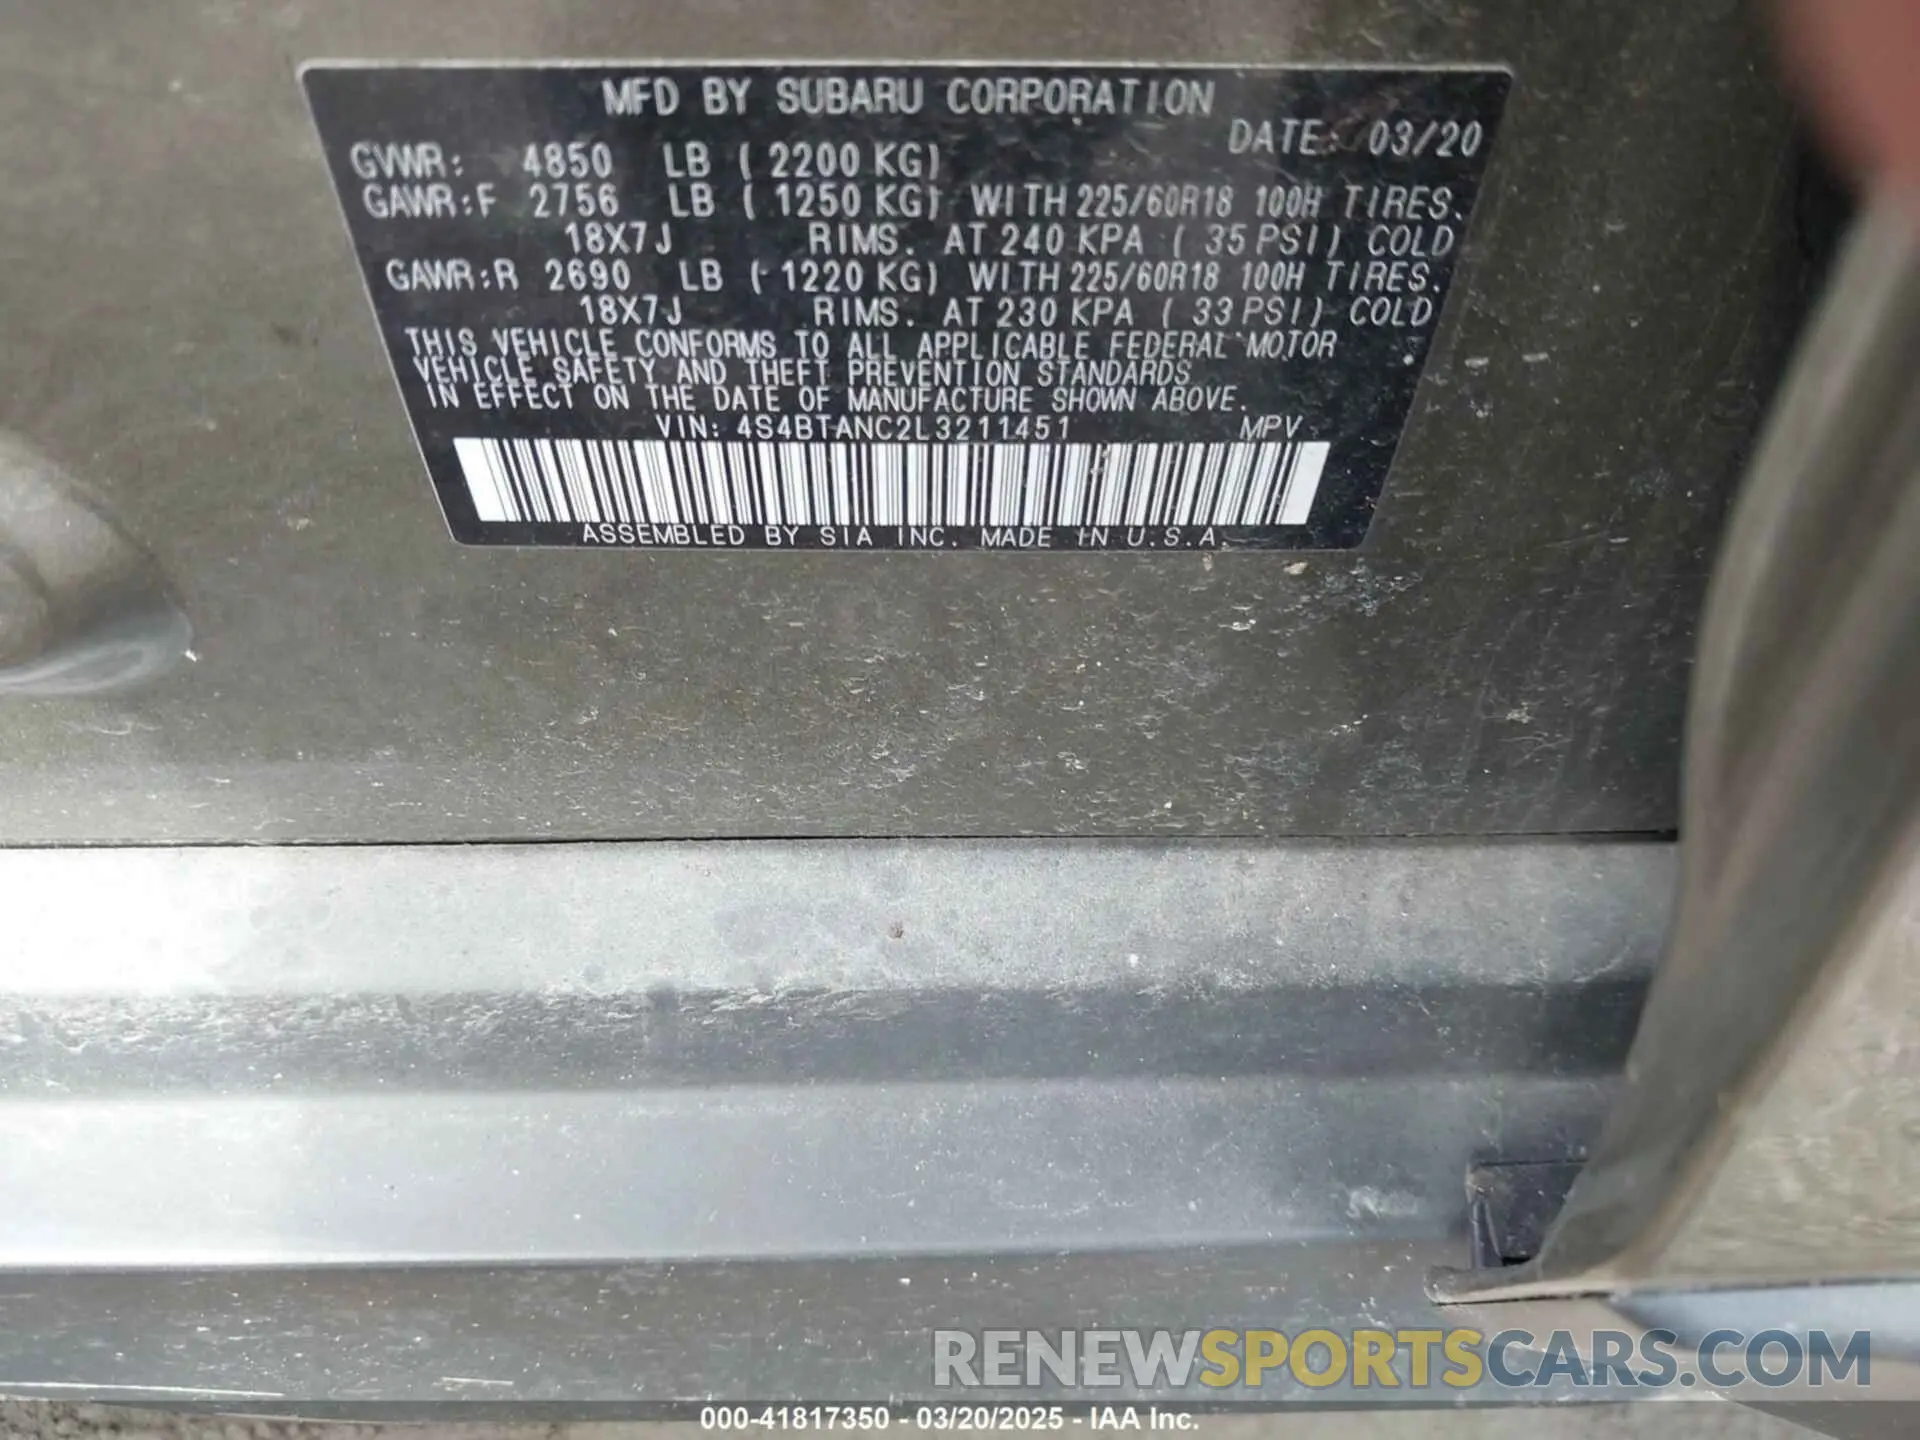 MFD BY SUBARU CORPORATION
DATE: 03/20
GVWR: 4850 LB ( 2200 KG)
GAWR:F 2756 LB ( 1250 KG) WITH 225/60R18 100H TIRES.
18X7J RIMS. AT 240 KPA ( 35 PSI) COLD
GAWR:R 2690 LB ( 1220 KG) WITH 225/60R18 100H TIRES.
18X7J RIMS. AT 230 KPA ( 33 PSI) COLD
THIS VEHICLE CONFORMS TO ALL APPLICABLE FEDERAL MOTOR
VEHICLE SAFETY AND THEFT PREVENTION STANDARDS
IN EFFECT ON THE DATE OF MANUFACTURE SHOWN ABOVE.
VIN: 4S4BTANC2L3211451 MPV
ASSEMBLED BY SIA INC. MADE IN U.S.A.
RENEWSPORTSCARS.COM
000-41817350 - 03/20/2025 - IAA Inc.